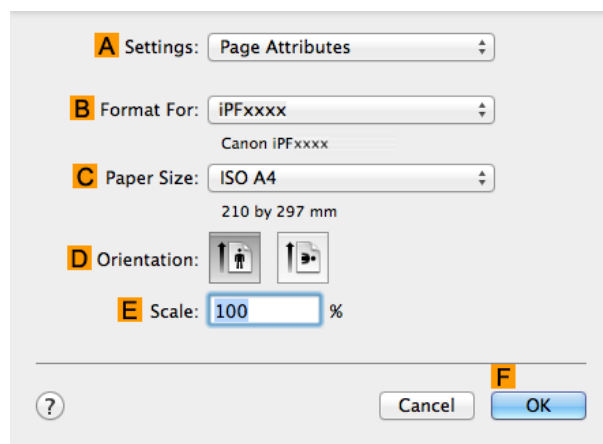 A Settings: Page Attributes
B Format For: iPFxxxx
Canon iPFxxxx
C Paper Size: ISO A4
210 by 297 mm
D Orientation:
E Scale: 100 %
F
? Cancel OK